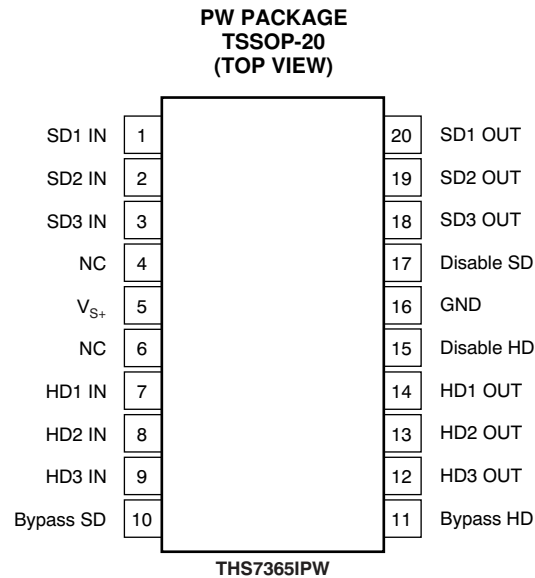 PW PACKAGE
TSSOP-20
(TOP VIEW)
SD1 IN 1 20 SD1 OUT
SD2 IN 2 19 SD2 OUT
SD3 IN 3 18 SD3 OUT
NC 4 17 Disable SD
VS+ 5 16 GND
NC 6 15 Disable HD
HD1 IN 7 14 HD1 OUT
HD2 IN 8 13 HD2 OUT
HD3 IN 9 12 HD3 OUT
Bypass SD 10 11 Bypass HD
THS7365IPW